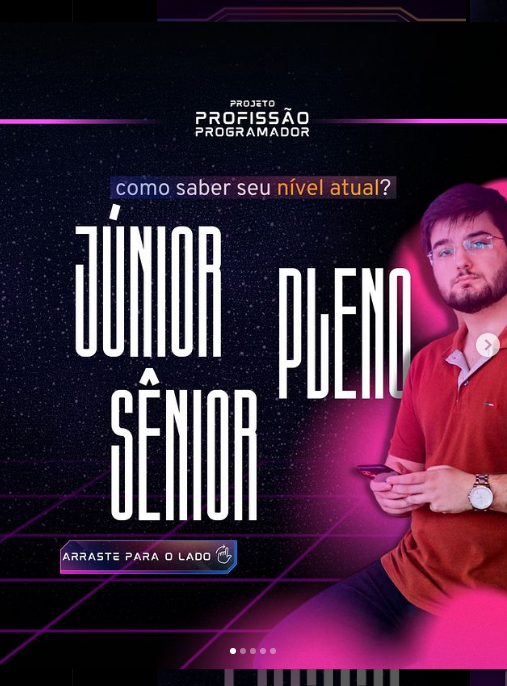 PROJETO
PROFISSÃO
PROGRAMADOR
como saber seu nível atual?
JÚNIOR
PLENO
SÊNIOR
ARRASTE PARA O LADO